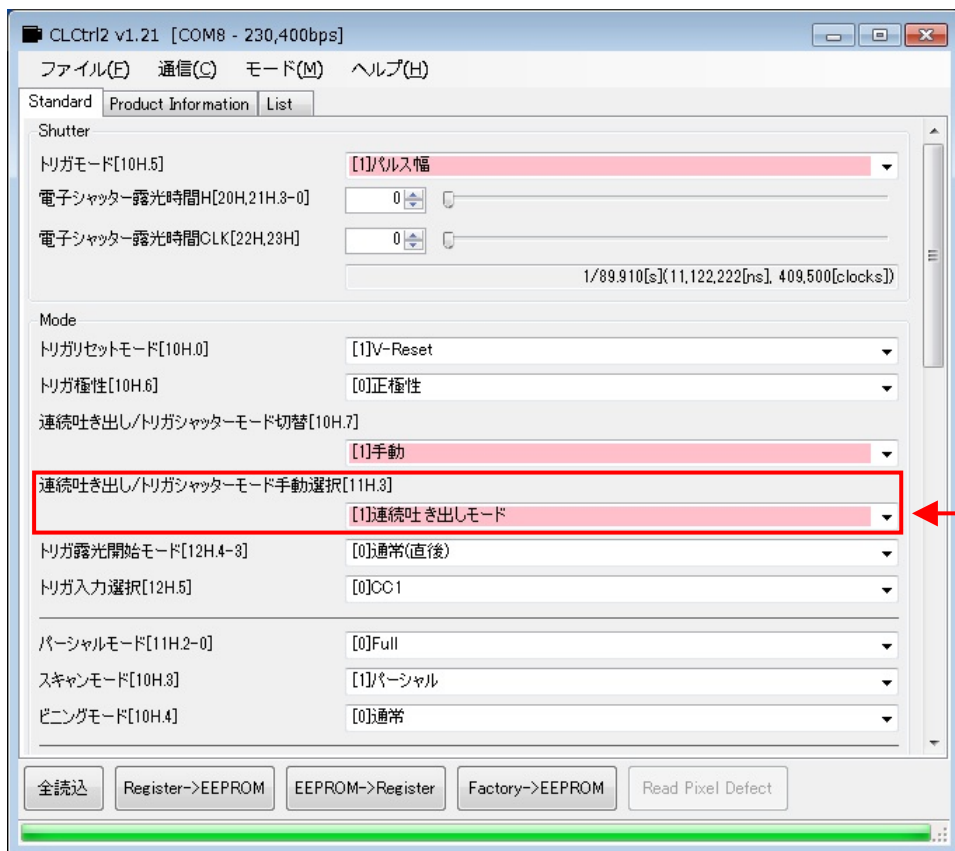 CLCtrl2 v1.21 [COM8 - 230,400bps]
ファイル(F) 通信(C) モード(M) ヘルプ(H)
Standard Product Information List
Shutter
トリガモード[10H.5] [1]パルス幅
電子シャッター露光時間H[20H,21H.3-0] 0
電子シャッター露光時間CLK[22H,23H] 0
1/89.910[s](11,122,222[ns], 409,500[clocks])
Mode
トリガリセットモード[10H.0] [1]V-Reset
トリガ極性[10H.6] [0]正極性
連続吐き出し/トリガシャッターモード切替[10H.7]
[1]手動
連続吐き出し/トリガシャッターモード手動選択[11H.3]
[1]連続吐き出しモード
トリガ露光開始モード[12H.4-3] [0]通常(直後)
トリガ入力選択[12H.5] [0]CC1
パーシャルモード[11H.2-0] [0]Full
スキャンモード[10H.3] [1]パーシャル
ビニングモード[10H.4] [0]通常
全読込 Register->EEPROM EEPROM->Register Factory->EEPROM Read Pixel Defect